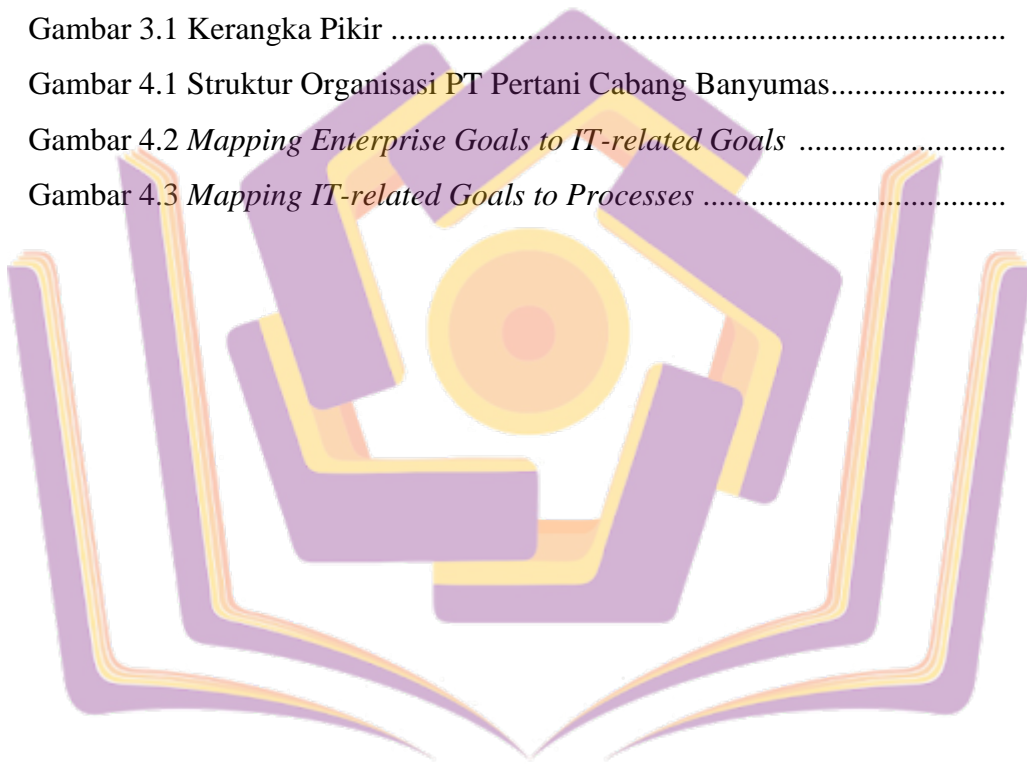 Gambar 3.1 Kerangka Pikir ............................................................................
Gambar 4.1 Struktur Organisasi PT Pertani Cabang Banyumas......................
Gambar 4.2 Mapping Enterprise Goals to IT-related Goals ..........................
Gambar 4.3 Mapping IT-related Goals to Processes ......................................